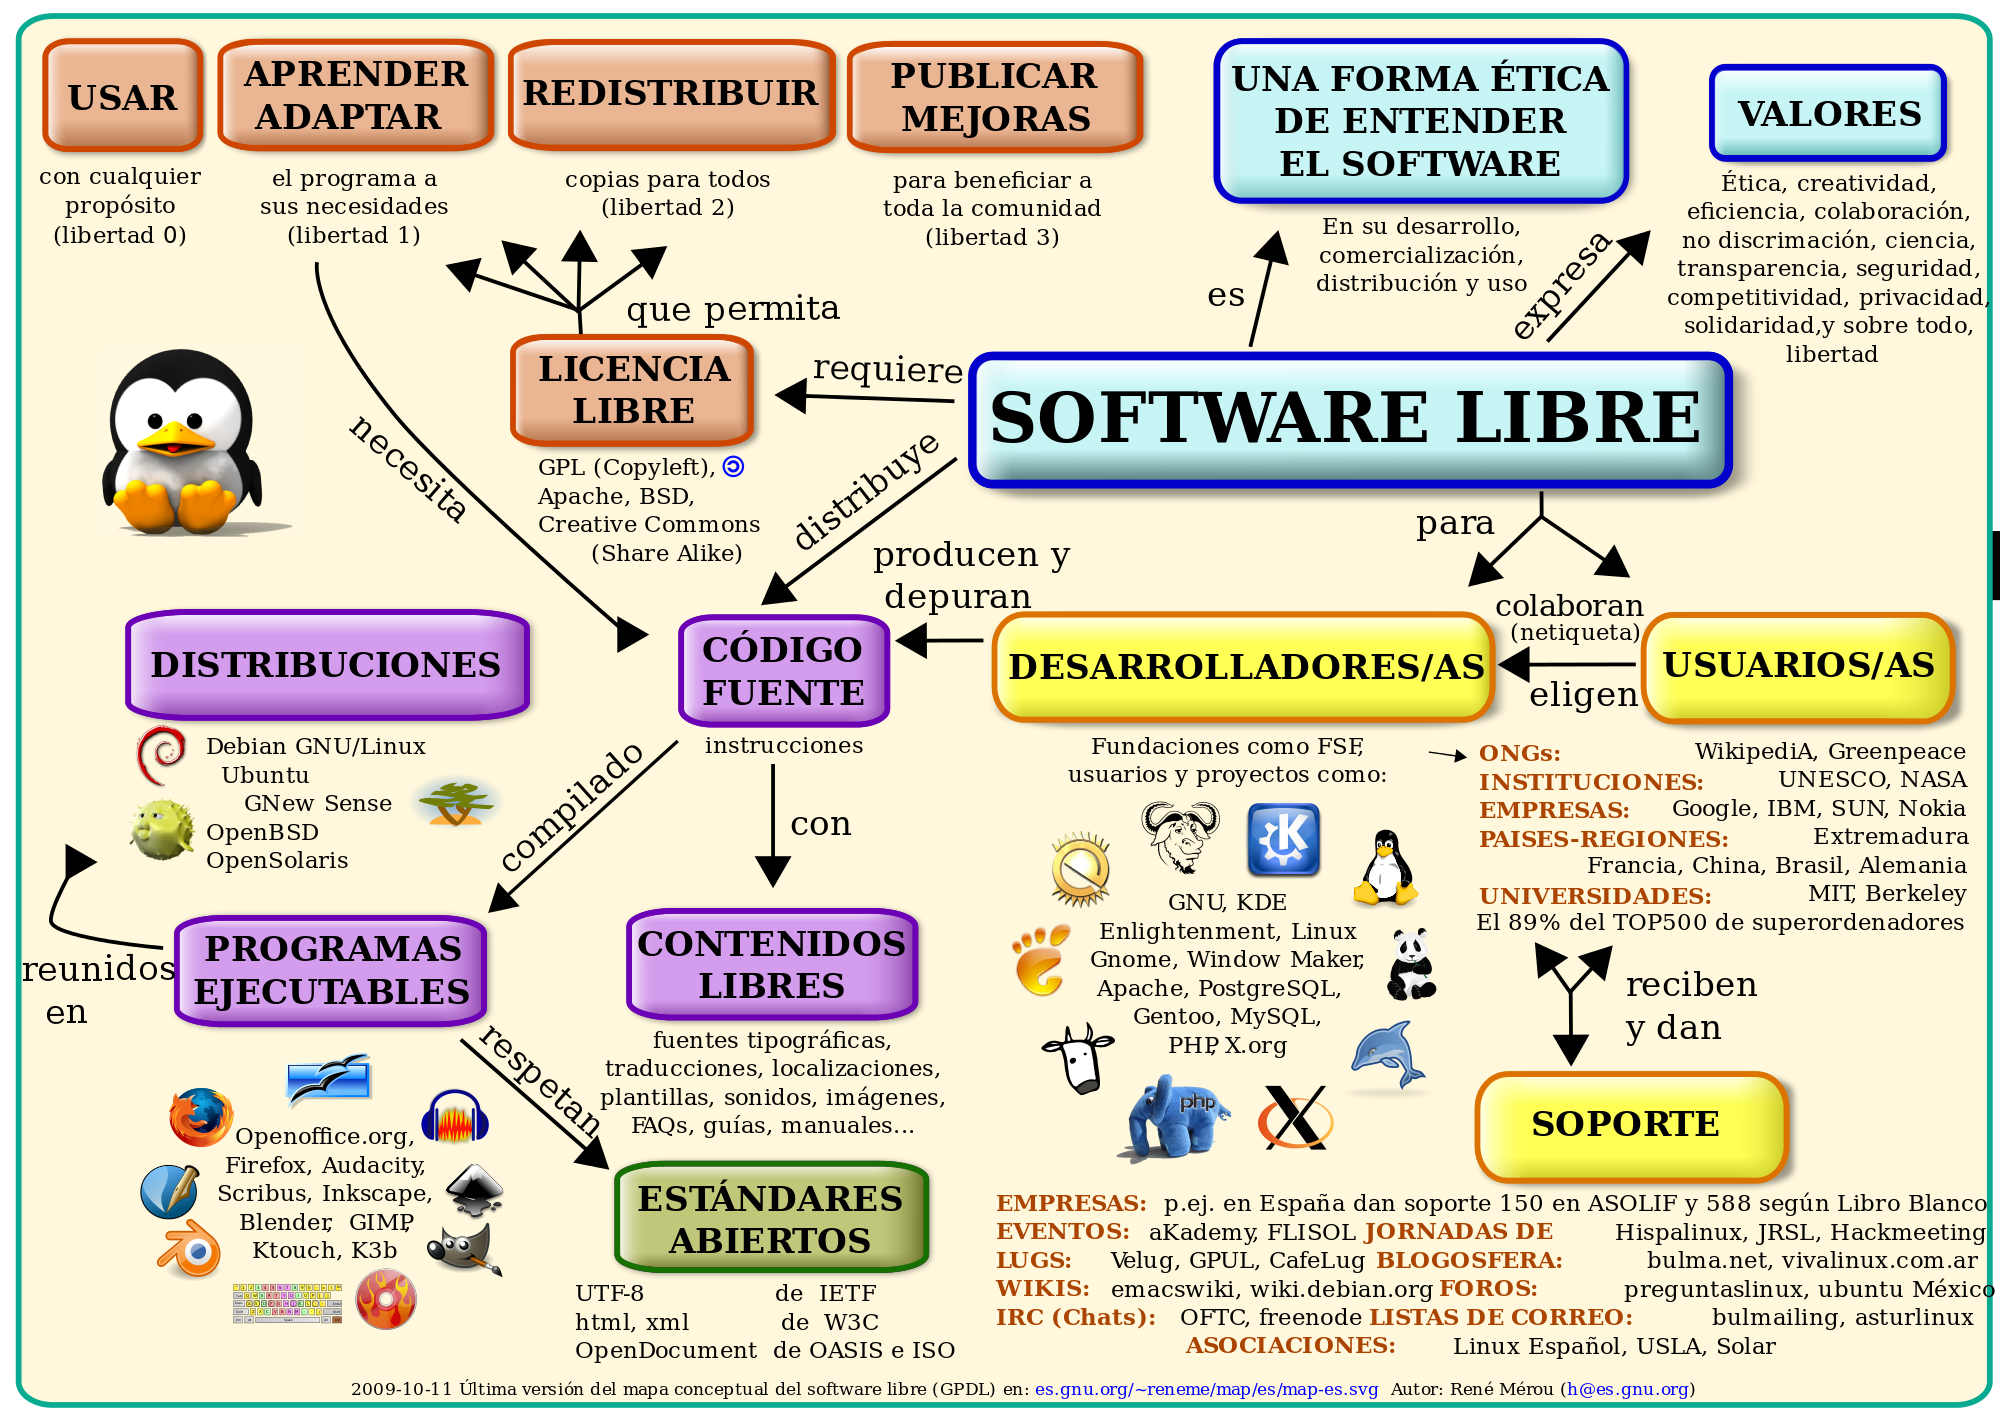 USAR
con cualquier
propósito
(libertad 0)
APRENDER
ADAPTAR
el programa a
sus necesidades
(libertad 1)
REDISTRIBUIR
copias para todos
(libertad 2)
PUBLICAR
MEJORAS
para beneficiar a
toda la comunidad
(libertad 3)
UNA FORMA ÉTICA
DE ENTENDER
EL SOFTWARE
En su desarrollo,
comercialización,
distribución y uso
VALORES
Ética, creatividad,
eficiencia, colaboración,
no discrimación, ciencia,
transparencia, seguridad,
competitividad, privacidad,
solidaridad,y sobre todo,
libertad
que permita
es
expresa
LICENCIA
LIBRE
requiere
SOFTWARE LIBRE
GPL (Copyleft),
Apache, BSD,
Creative Commons
(Share Alike)
necesita
distribuye
para
producen y
depuran
colaboran
(netiqueta)
eligen
DISTRIBUCIONES
CÓDIGO
FUENTE
instrucciones
DESARROLLADORES/AS
USUARIOS/AS
Debian GNU/Linux
Ubuntu
GNew Sense
OpenBSD
OpenSolaris
compilado
con
Fundaciones como FSF,
usuarios y proyectos como:
GNU, KDE
Enlightenment, Linux
Gnome, Window Maker,
Apache, PostgreSQL,
Gentoo, MySQL,
PHP, X.org
php
ONGs: WikipediA, Greenpeace
INSTITUCIONES: UNESCO, NASA
EMPRESAS: Google, IBM, SUN, Nokia
PAISES-REGIONES: Extremadura
Francia, China, Brasil, Alemania
UNIVERSIDADES: MIT, Berkeley
El 89% del TOP500 de superordenadores
reciben
y dan
SOPORTE
reunidos
en
PROGRAMAS
EJECUTABLES
CONTENIDOS
LIBRES
fuentes tipográficas,
traducciones, localizaciones,
plantillas, sonidos, imágenes,
FAQs, guías, manuales...
respetan
Openoffice.org,
Firefox, Audacity,
Scribus, Inkscape,
Blender, GIMP,
Ktouch, K3b
ESTÁNDARES
ABIERTOS
UTF-8 de IETF
html, xml de W3C
OpenDocument de OASIS e ISO
EMPRESAS: p.ej. en España dan soporte 150 en ASOLIF y 588 según Libro Blanco
EVENTOS: aKademy, FLISOL JORNADAS DE Hispalinux, JRSL, Hackmeeting
LUGS: Velug, GPUL, CafeLug BLOGOSFERA: bulma.net, vivalinux.com.ar
WIKIS: emacswiki, wiki.debian.org FOROS: preguntaslinux, ubuntu México
IRC (Chats): OFTC, freenode LISTAS DE CORREO: bulmailing, asturlinux
ASOCIACIONES: Linux Español, USLA, Solar
2009-10-11 Última versión del mapa conceptual del software libre (GPDL) en: es.gnu.org/~reneme/map/es/map-es.svg Autor: René Mérou (h@es.gnu.org)